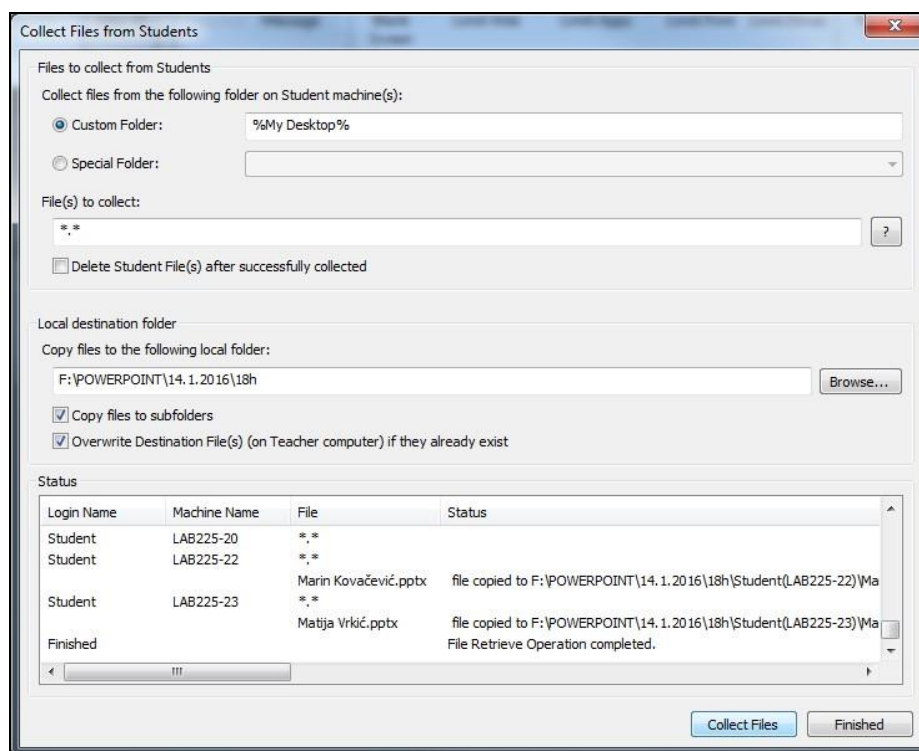 Collect Files from Students
Files to collect from Students
Collect files from the following folder on Student machine(s):
Custom Folder: %My Desktop%
Special Folder:
File(s) to collect:
*.*
?
Delete Student File(s) after successfully collected
Local destination folder
Copy files to the following local folder:
F:\POWERPOINT\14.1.2016\18h Browse...
Copy files to subfolders
Overwrite Destination File(s) (on Teacher computer) if they already exist
Status
Login Name Machine Name File Status
Student LAB225-20 *.*
Student LAB225-22 *.*
Marin Kovačević.pptx file copied to F:\POWERPOINT\14.1.2016\18h\Student(LAB225-22)\Ma
Student LAB225-23 *.*
Matija Vrkić.pptx file copied to F:\POWERPOINT\14.1.2016\18h\Student(LAB225-23)\Ma
Finished File Retrieve Operation completed.
Collect Files Finished